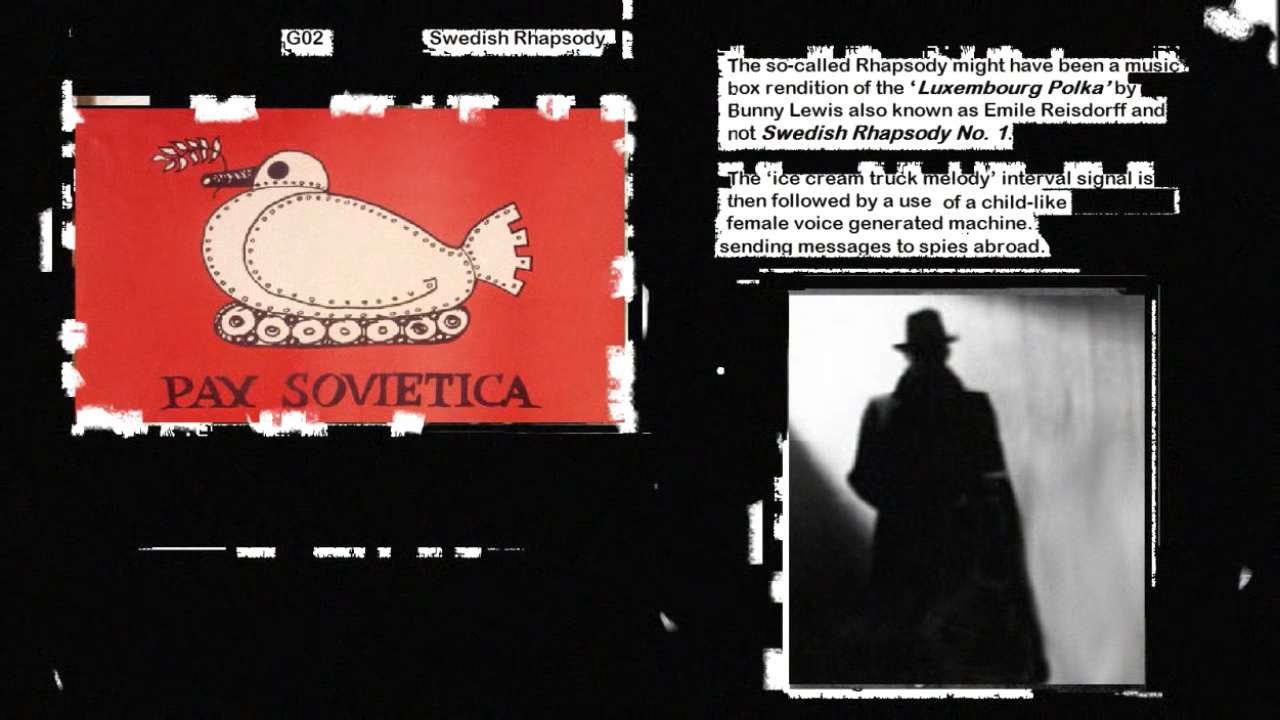 G02
Swedish Rhapsody
PAX SOVIETICA
The so-called Rhapsody might have been a music
box rendition of the ‘Luxembourg Polka’ by
Bunny Lewis also known as Emile Reisdorff and
not Swedish Rhapsody No. 1.
The ‘ice cream truck melody’ interval signal is
then followed by a use of a child-like
female voice generated machine.
sending messages to spies abroad.